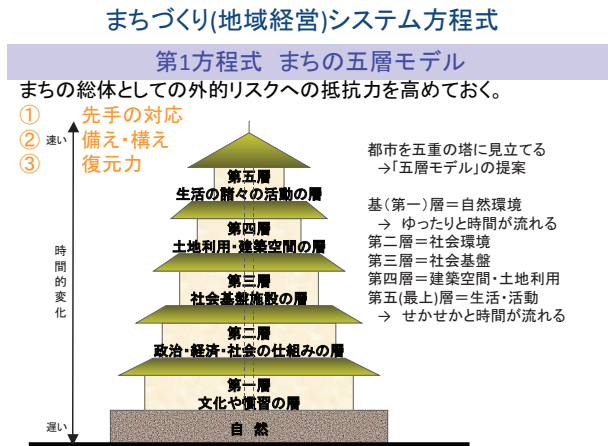 まちづくり(地域経営)システム方程式
第1方程式 まちの五層モデル
まちの総体としての外的リスクへの抵抗力を高めておく。
① 先手の対応
② 備え・構え
③ 復元力
速い
時間的変化
遅い
第五層
生活の諸々の活動の層
第四層
土地利用・建築空間の層
第三層
社会基盤施設の層
第二層
政治・経済・社会の仕組みの層
第一層
文化や慣習の層
自 然
都市を五重の塔に見立てる
→「五層モデル」の提案
基(第一)層＝自然環境
→ ゆったりと時間が流れる
第二層＝社会環境
第三層＝社会基盤
第四層＝建築空間・土地利用
第五(最上)層＝生活・活動
→ せかせかと時間が流れる